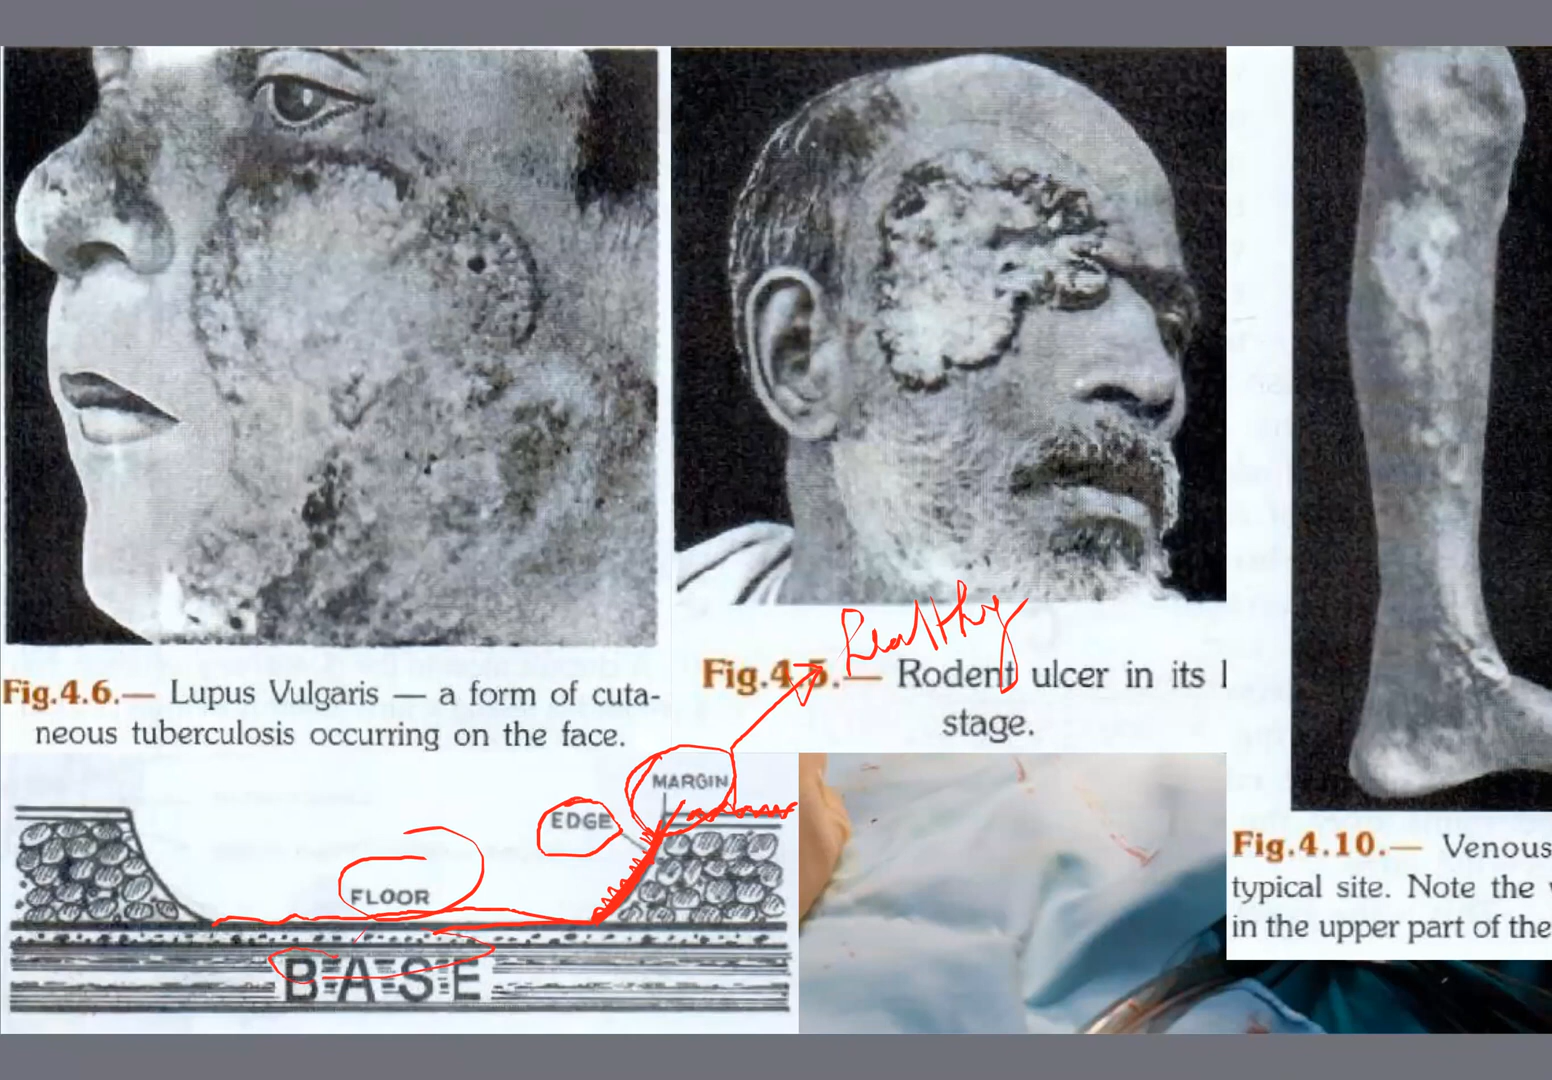 Fig.4.6.— Lupus Vulgaris — a form of cuta-
neous tuberculosis occurring on the face.
Healthy
Fig.4.5.— Rodent ulcer in its
stage.
MARGIN
EDGE
FLOOR
BASE
Fig.4.10.— Venous
typical site. Note the
in the upper part of the